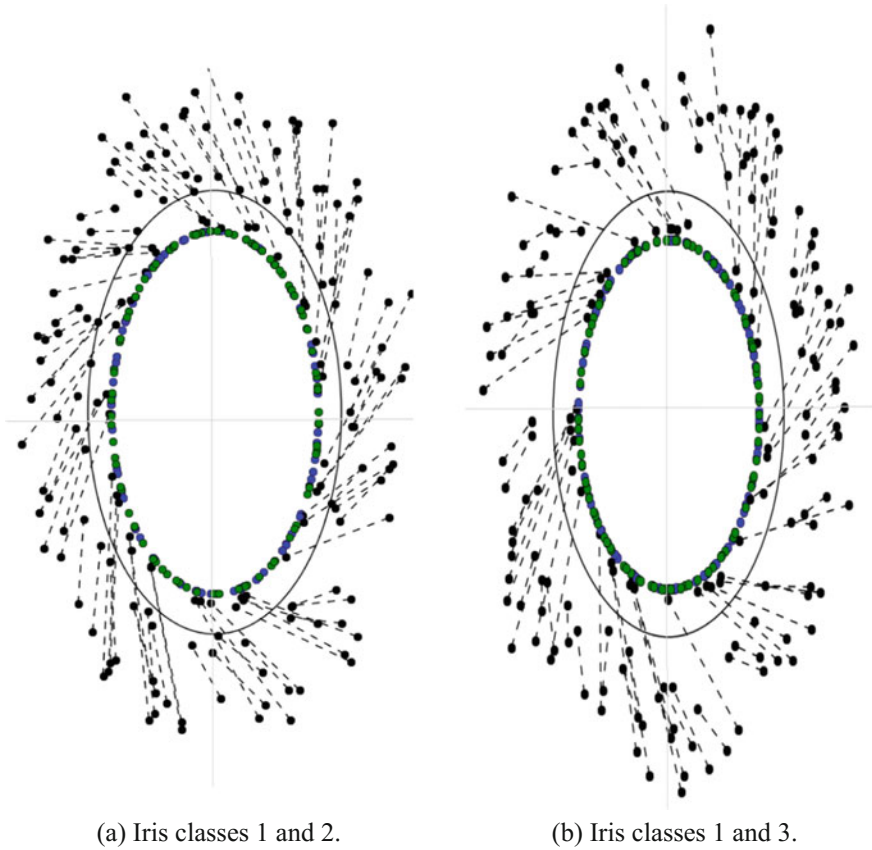 (a) Iris classes 1 and 2.
(b) Iris classes 1 and 3.